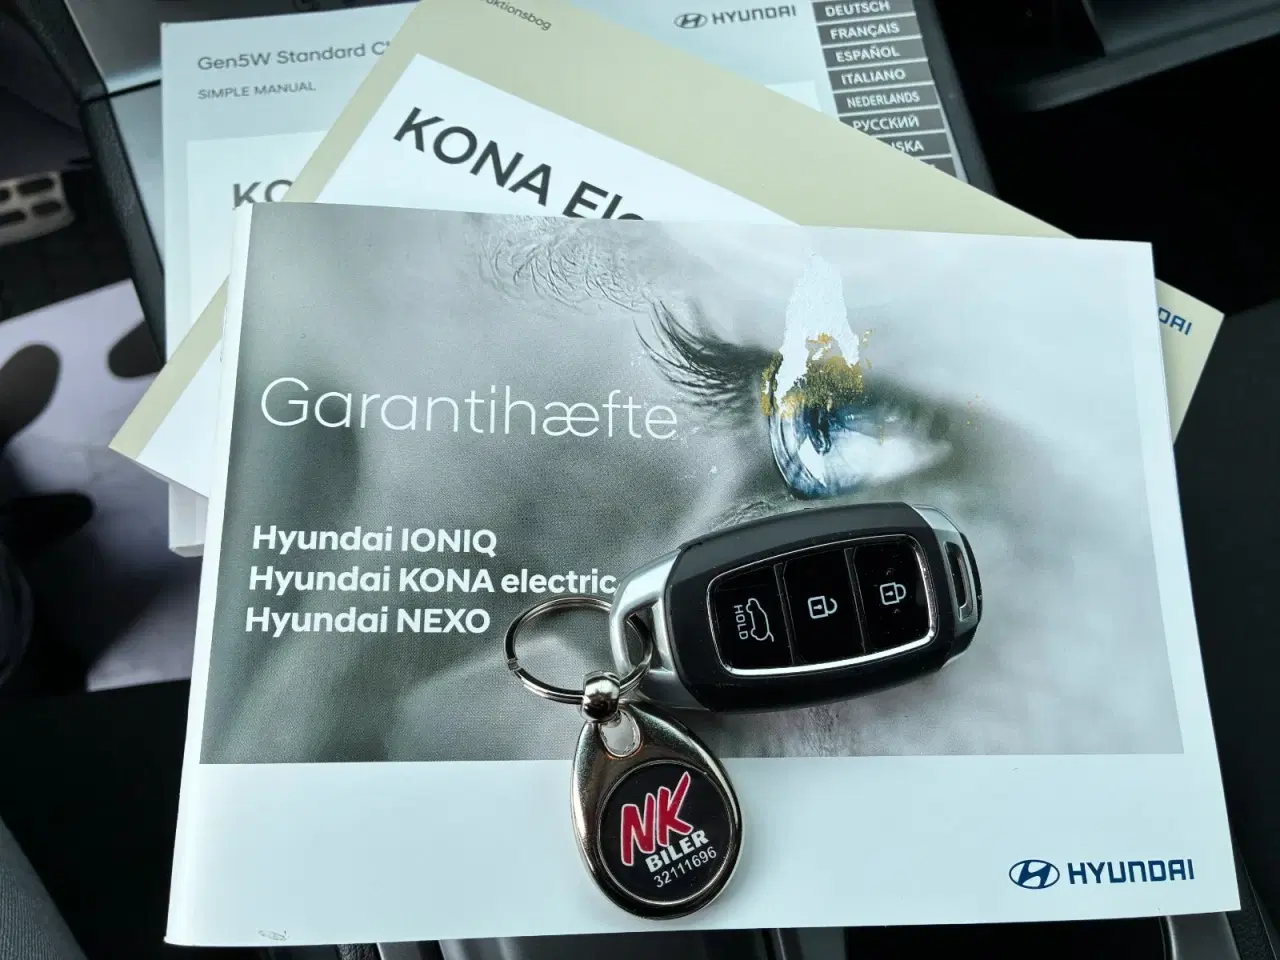 Gen5W Standard
SIMPLE MANUAL
HYUNDAI
DEUTSCH
FRANÇAIS
ESPAÑOL
ITALIANO
NEDERLANDS
РУССКИЙ
KONA
Garantihæfte
Hyundai IONIQ
Hyundai KONA electric
Hyundai NEXO
HOLD
NK
BILER
32111696
HYUNDAI